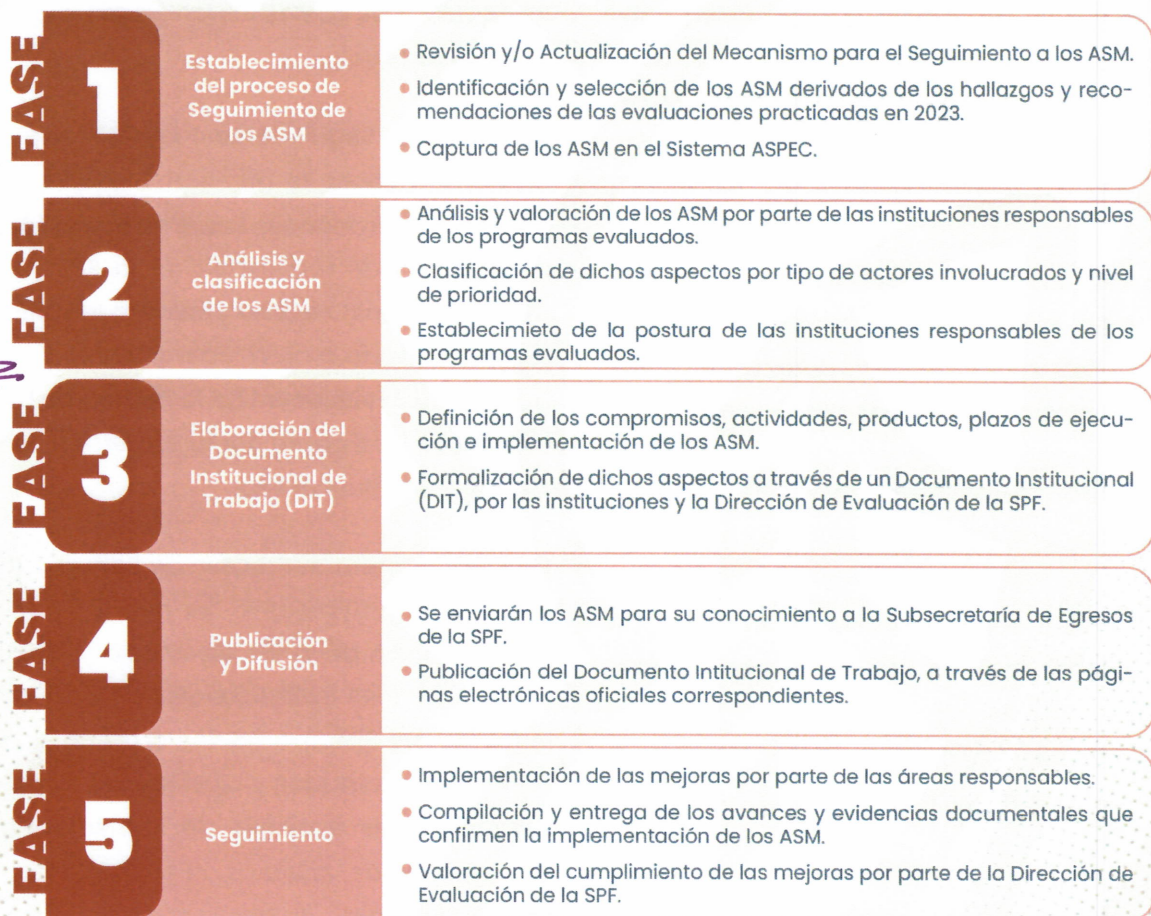 FASE
1
Establecimiento
del proceso de
Seguimiento de
los ASM
• Revisión y/o Actualización del Mecanismo para el Seguimiento a los ASM.
• Identificación y selección de los ASM derivados de los hallazgos y reco-
mendaciones de las evaluaciones practicadas en 2023.
• Captura de los ASM en el Sistema ASPEC.
FASE
2
Análisis y
clasificación
de los ASM
• Análisis y valoración de los ASM por parte de las instituciones responsables
de los programas evaluados.
• Clasificación de dichos aspectos por tipo de actores involucrados y nivel
de prioridad.
• Establecimieto de la postura de las instituciones responsables de los
programas evaluados.
FASE
3
Elaboración del
Documento
Institucional de
Trabajo (DIT)
• Definición de los compromisos, actividades, productos, plazos de ejecu-
ción e implementación de los ASM.
• Formalización de dichos aspectos a través de un Documento Institucional
(DIT), por las instituciones y la Dirección de Evaluación de la SPF.
FASE
4
Publicación
y Difusión
• Se enviarán los ASM para su conocimiento a la Subsecretaría de Egresos
de la SPF.
• Publicación del Documento Intitucional de Trabajo, a través de las pági-
nas electrónicas oficiales correspondientes.
FASE
5
Seguimiento
• Implementación de las mejoras por parte de las áreas responsables.
• Compilación y entrega de los avances y evidencias documentales que
confirmen la implementación de los ASM.
• Valoración del cumplimiento de las mejoras por parte de la Dirección de
Evaluación de la SPF.